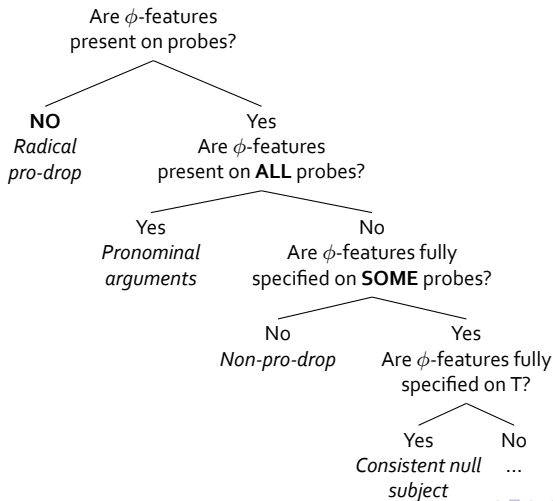 Are ϕ-features
present on probes?
NO
Radical
pro-drop
Yes
Are ϕ-features
present on ALL probes?
Yes
Pronominal
arguments
No
Are ϕ-features fully
specified on SOME probes?
No
Non-pro-drop
Yes
Are ϕ-features fully
specified on T?
Yes
Consistent null
subject
No
...